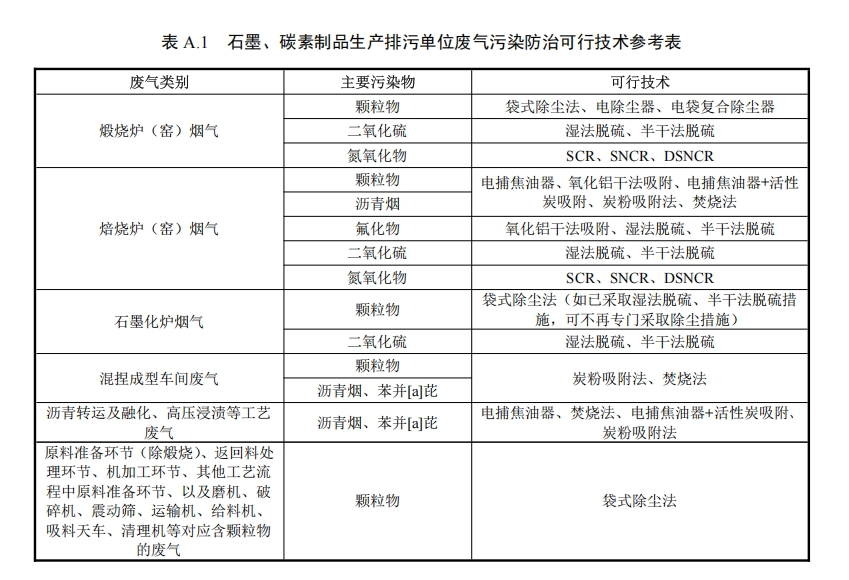 表 A.1 石墨、碳素制品生产排污单位废气污染防治可行技术参考表
废气类别 主要污染物 可行技术
煅烧炉（窑）烟气
颗粒物 袋式除尘法、电除尘器、电袋复合除尘器
二氧化硫 湿法脱硫、半干法脱硫
氮氧化物 SCR、SNCR、DSNCR
焙烧炉（窑）烟气
颗粒物
沥青烟
电捕焦油器、氧化铝干法吸附、电捕焦油器+活性
炭吸附、炭粉吸附法、焚烧法
氟化物 氧化铝干法吸附、湿法脱硫、半干法脱硫
二氧化硫 湿法脱硫、半干法脱硫
氮氧化物 SCR、SNCR、DSNCR
石墨化炉烟气
颗粒物
袋式除尘法（如已采取湿法脱硫、半干法脱硫措
施，可不再专门采取除尘措施）
二氧化硫 湿法脱硫、半干法脱硫
混捏成型车间废气
颗粒物
沥青烟、苯并[a]芘
炭粉吸附法、焚烧法
沥青转运及融化、高压浸渍等工艺
废气
沥青烟、苯并[a]芘
电捕焦油器、焚烧法、电捕焦油器+活性炭吸附、
炭粉吸附法
原料准备环节（除煅烧）、返回料处
理环节、机加工环节、其他工艺流
程中原料准备环节、以及磨机、破
碎机、震动筛、运输机、给料机、
吸料天车、清理机等对应含颗粒物
的废气
颗粒物
袋式除尘法